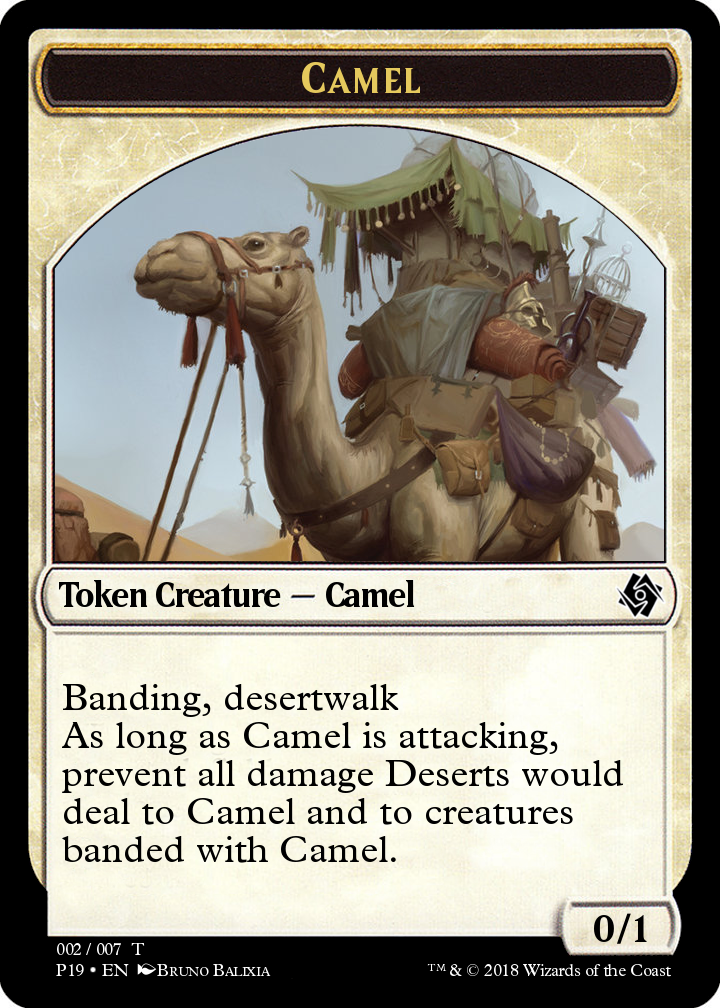 Camel
Token Creature — Camel
Banding, desertwalk
As long as Camel is attacking,
prevent all damage Deserts would
deal to Camel and to creatures
banded with Camel.
0/1
002 / 007 T
P19 • EN Bruno Balixia
™ & © 2018 Wizards of the Coast